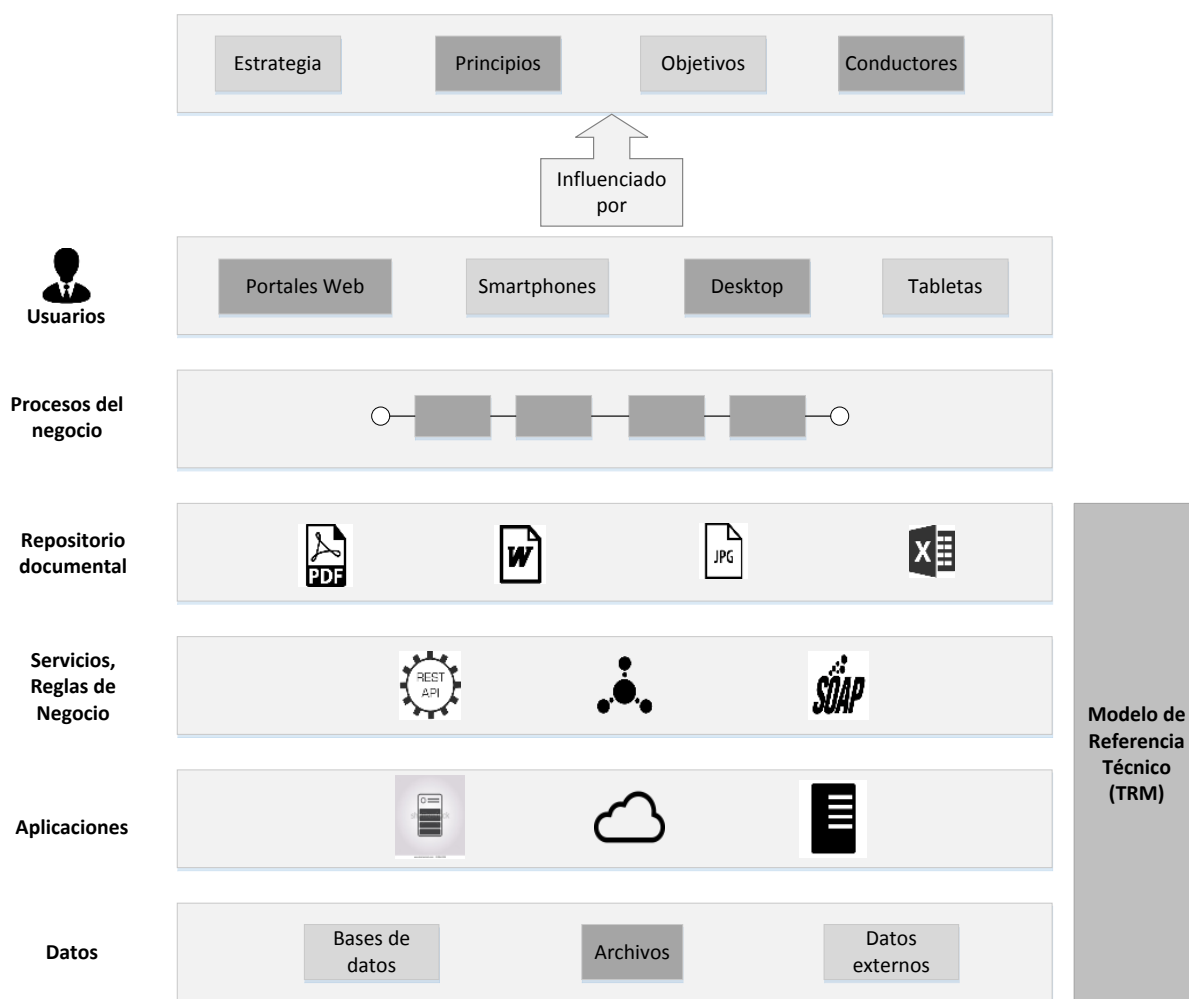 Estrategia
Principios
Objetivos
Conductores
Influenciado
por
Portales Web
Smartphones
Desktop
Tabletas
Usuarios
Procesos del
negocio
Repositorio
documental
PDF
W
JPG
X
Servicios,
Reglas de
Negocio
REST
API
SOAP
Modelo de
Referencia
Técnico
(TRM)
Aplicaciones
Datos
Bases de
datos
Archivos
Datos
externos